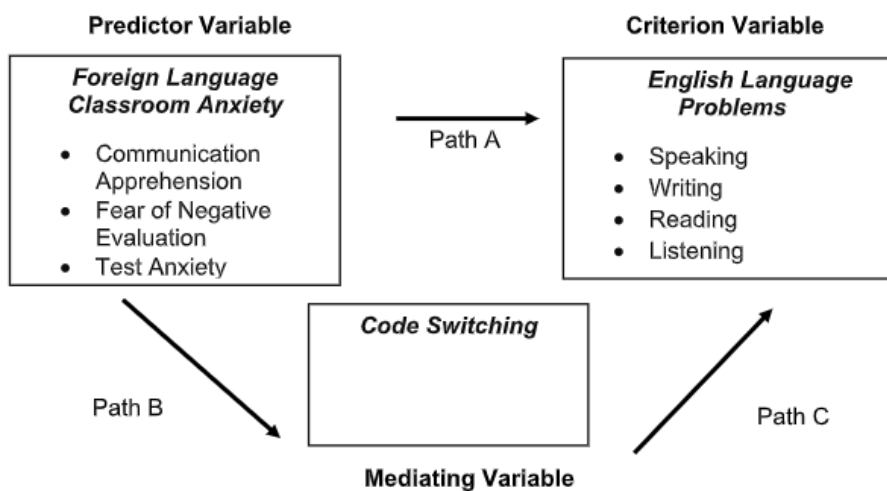 Predictor Variable
Criterion Variable
Foreign Language
Classroom Anxiety
• Communication
Apprehension
• Fear of Negative
Evaluation
• Test Anxiety
Path A
English Language
Problems
• Speaking
• Writing
• Reading
• Listening
Code Switching
Path B
Path C
Mediating Variable